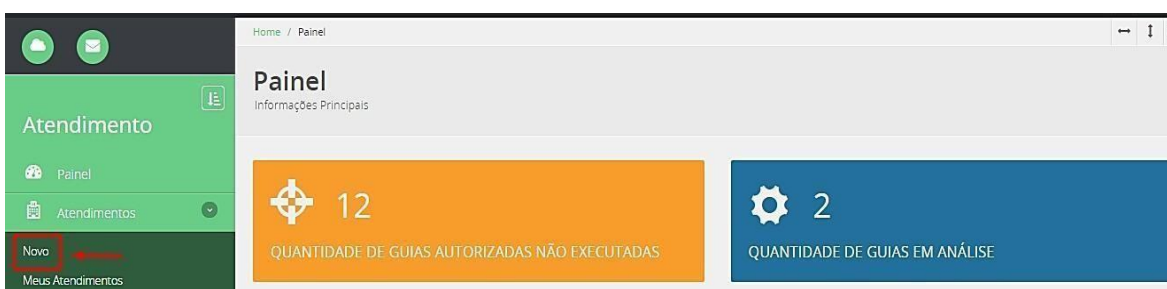 Home / Painel
Painel
Informações Principais
Atendimento
Painel
Atendimentos
Novo
Meus Atendimentos
12
QUANTIDADE DE GUIAS AUTORIZADAS NÃO EXECUTADAS
2
QUANTIDADE DE GUIAS EM ANÁLISE